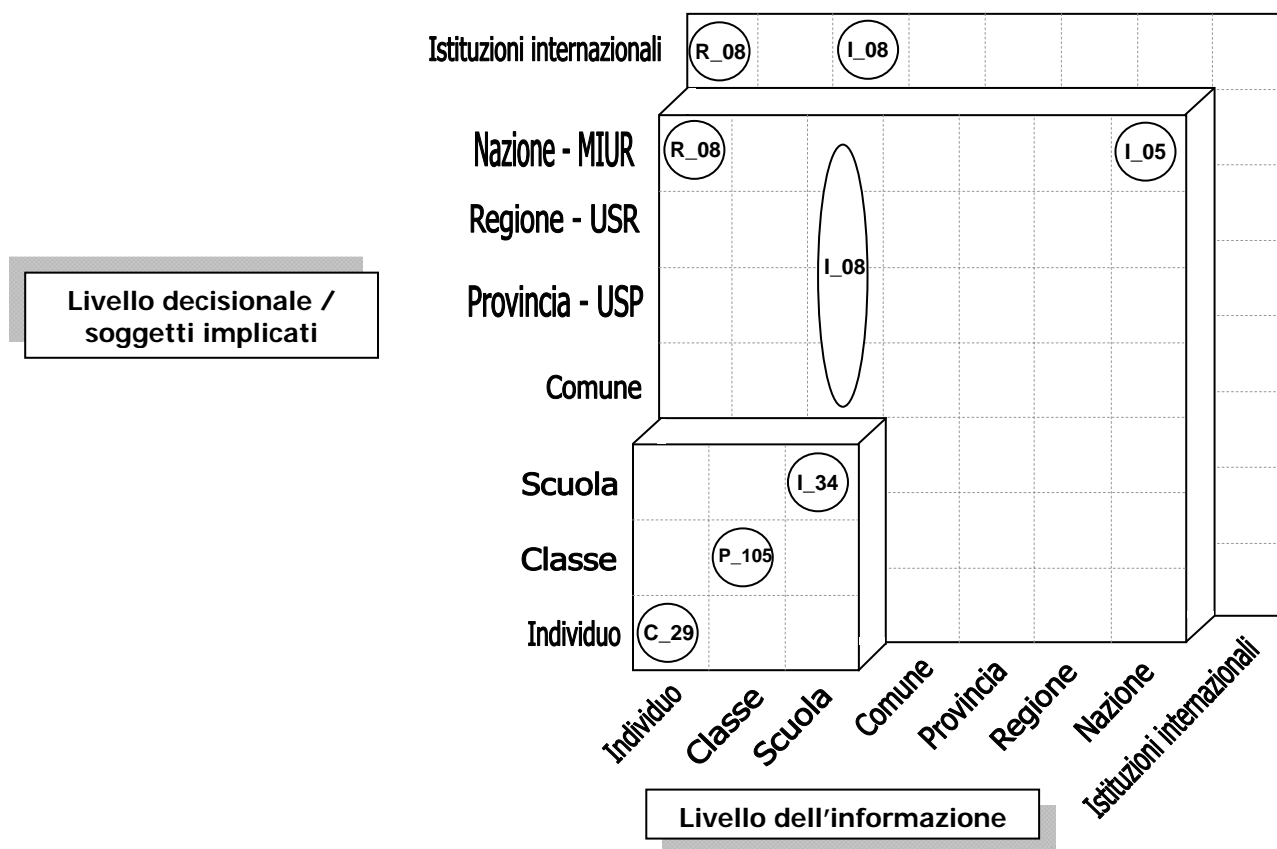 Istituzioni internazionali
R_08
I_08
Nazione - MIUR
R_08
I_05
Regione - USR
I_08
Livello decisionale /
soggetti implicati
Provincia - USP
Comune
Scuola
I_34
Classe
P_105
Individuo
C_29
Individuo
Classe
Scuola
Comune
Provincia
Regione
Nazione
Istituzioni internazionali
Livello dell'informazione